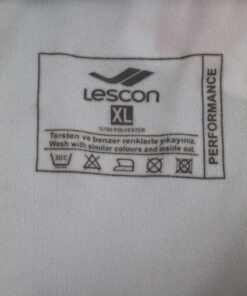 Lescon
XL
%100 POLYESTER
Tersten ve benzer renklerle yıkayınız.
Wash with similar colours and inside out.
30°C
PERFORMANCE